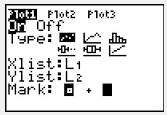 Plot1 Plot2 Plot3
On Off
Type:
Xlist:L1
Ylist:L2
Mark: ▫ + ▪